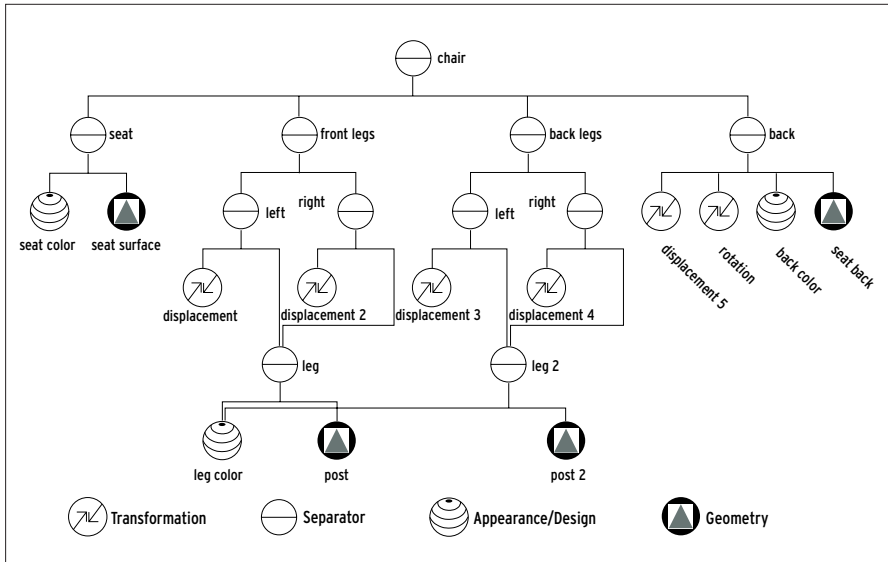 chair
seat
front legs
back legs
back
left
right
left
right
seat color
seat surface
displacement
displacement 2
displacement 3
displacement 4
displacement 5
rotation
back color
seat back
leg
leg 2
leg color
post
post 2
Transformation
Separator
Appearance/Design
Geometry